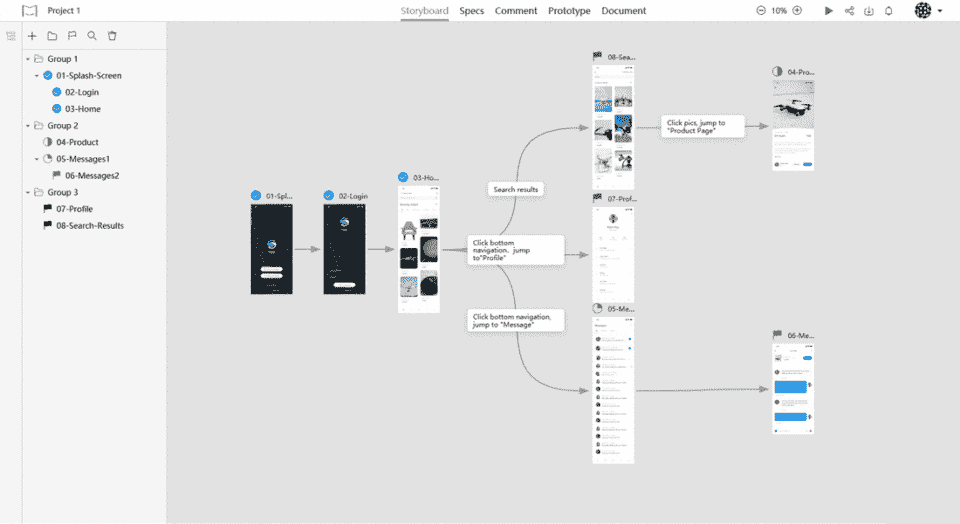 Project 1
Storyboard Specs Comment Prototype Document
10%
Group 1
01-Splash-Screen
02-Login
03-Home
Group 2
04-Product
05-Messages1
06-Messages2
Group 3
07-Profile
08-Search-Results
01-Spl...
02-Login
03-Ho...
Search results
Click bottom
navigation, jump
to"Profile"
Click bottom navigation,
jump to "Message"
08-Sea...
Click pics, jump to
"Product Page"
04-Pro...
07-Prof...
05-Me...
06-Me...